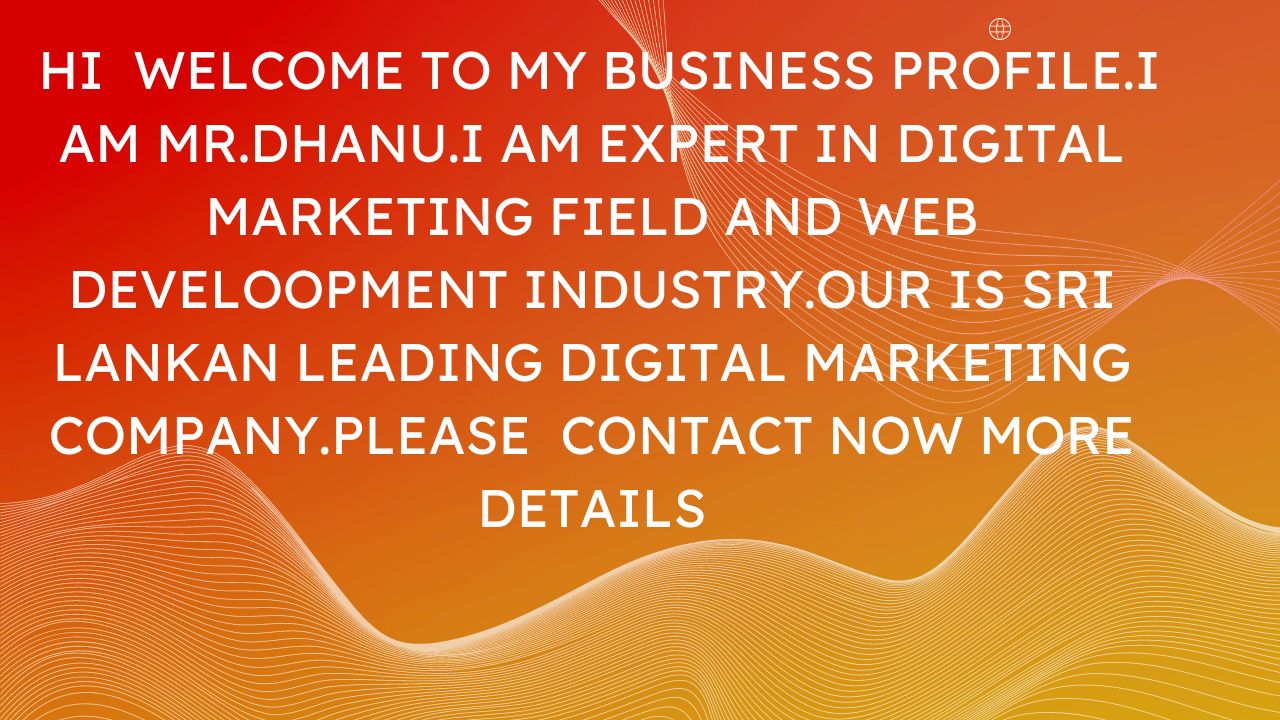 HI  WELCOME TO MY BUSINESS PROFILE.I
AM MR.DHANU.I AM EXPERT IN DIGITAL
MARKETING FIELD AND WEB
DEVELOOPMENT INDUSTRY.OUR IS SRI
LANKAN LEADING DIGITAL MARKETING
COMPANY.PLEASE  CONTACT NOW MORE
DETAILS